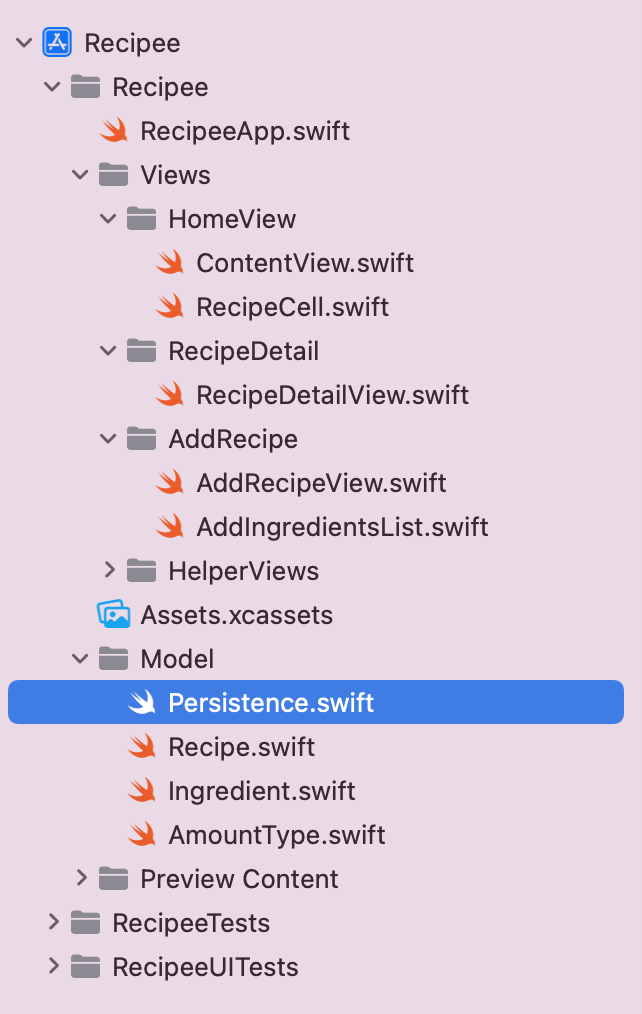 Recipee
Recipee
RecipeeApp.swift
Views
HomeView
ContentView.swift
RecipeCell.swift
RecipeDetail
RecipeDetailView.swift
AddRecipe
AddRecipeView.swift
AddIngredientsList.swift
HelperViews
Assets.xcassets
Model
Persistence.swift
Recipe.swift
Ingredient.swift
AmountType.swift
Preview Content
RecipeeTests
RecipeeUITests